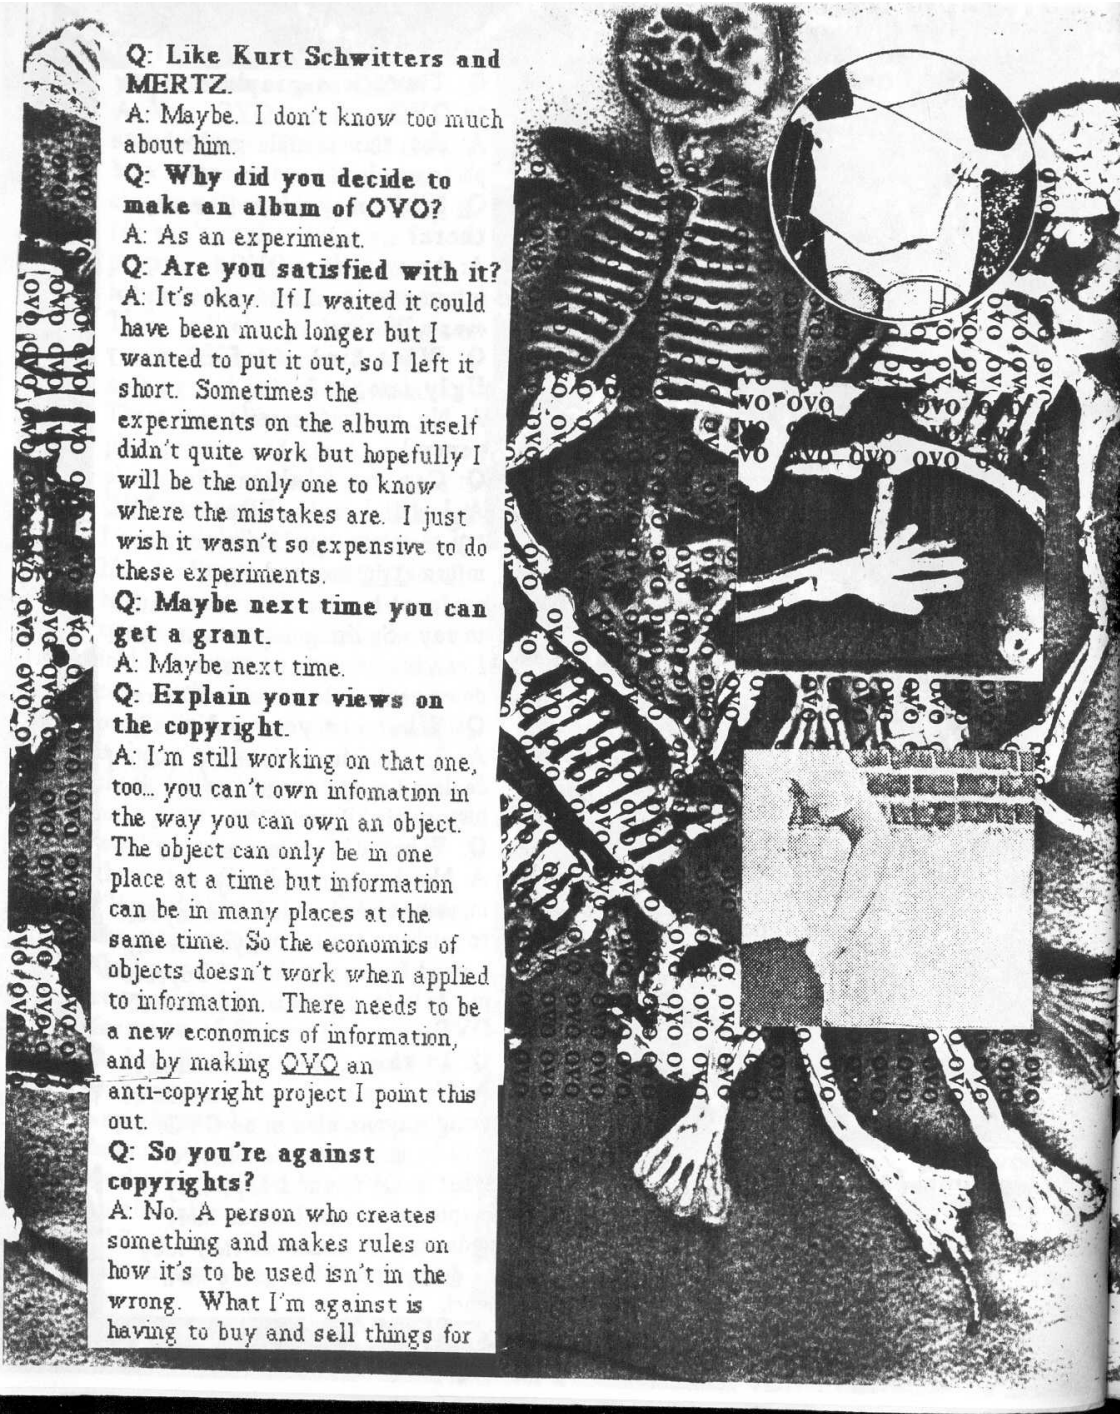 Q: Like Kurt Schwitters and
MERTZ.
A: Maybe. I don't know too much
about him.
Q: Why did you decide to
make an album of OVO?
A: As an experiment.
Q: Are you satisfied with it?
A: It's okay. If I waited it could
have been much longer but I
wanted to put it out, so I left it
short. Sometimes the
experiments on the album itself
didn't quite work but hopefully I
will be the only one to know
where the mistakes are. I just
wish it wasn't so expensive to do
these experiments.
Q: Maybe next time you can
get a grant.
A: Maybe next time.
Q: Explain your views on
the copyright.
A: I'm still working on that one,
too... you can't own infomation in
the way you can own an object.
The object can only be in one
place at a time but information
can be in many places at the
same time. So the economics of
objects doesn't work when applied
to information. There needs to be
a new economics of information,
and by making OVO an
anti-copyright project I point this
out.
Q: So you're against
copyrights?
A: No. A person who creates
something and makes rules on
how it's to be used isn't in the
wrong. What I'm against is
having to buy and sell things for
OVO OVO
OVO OVO OVO OVO